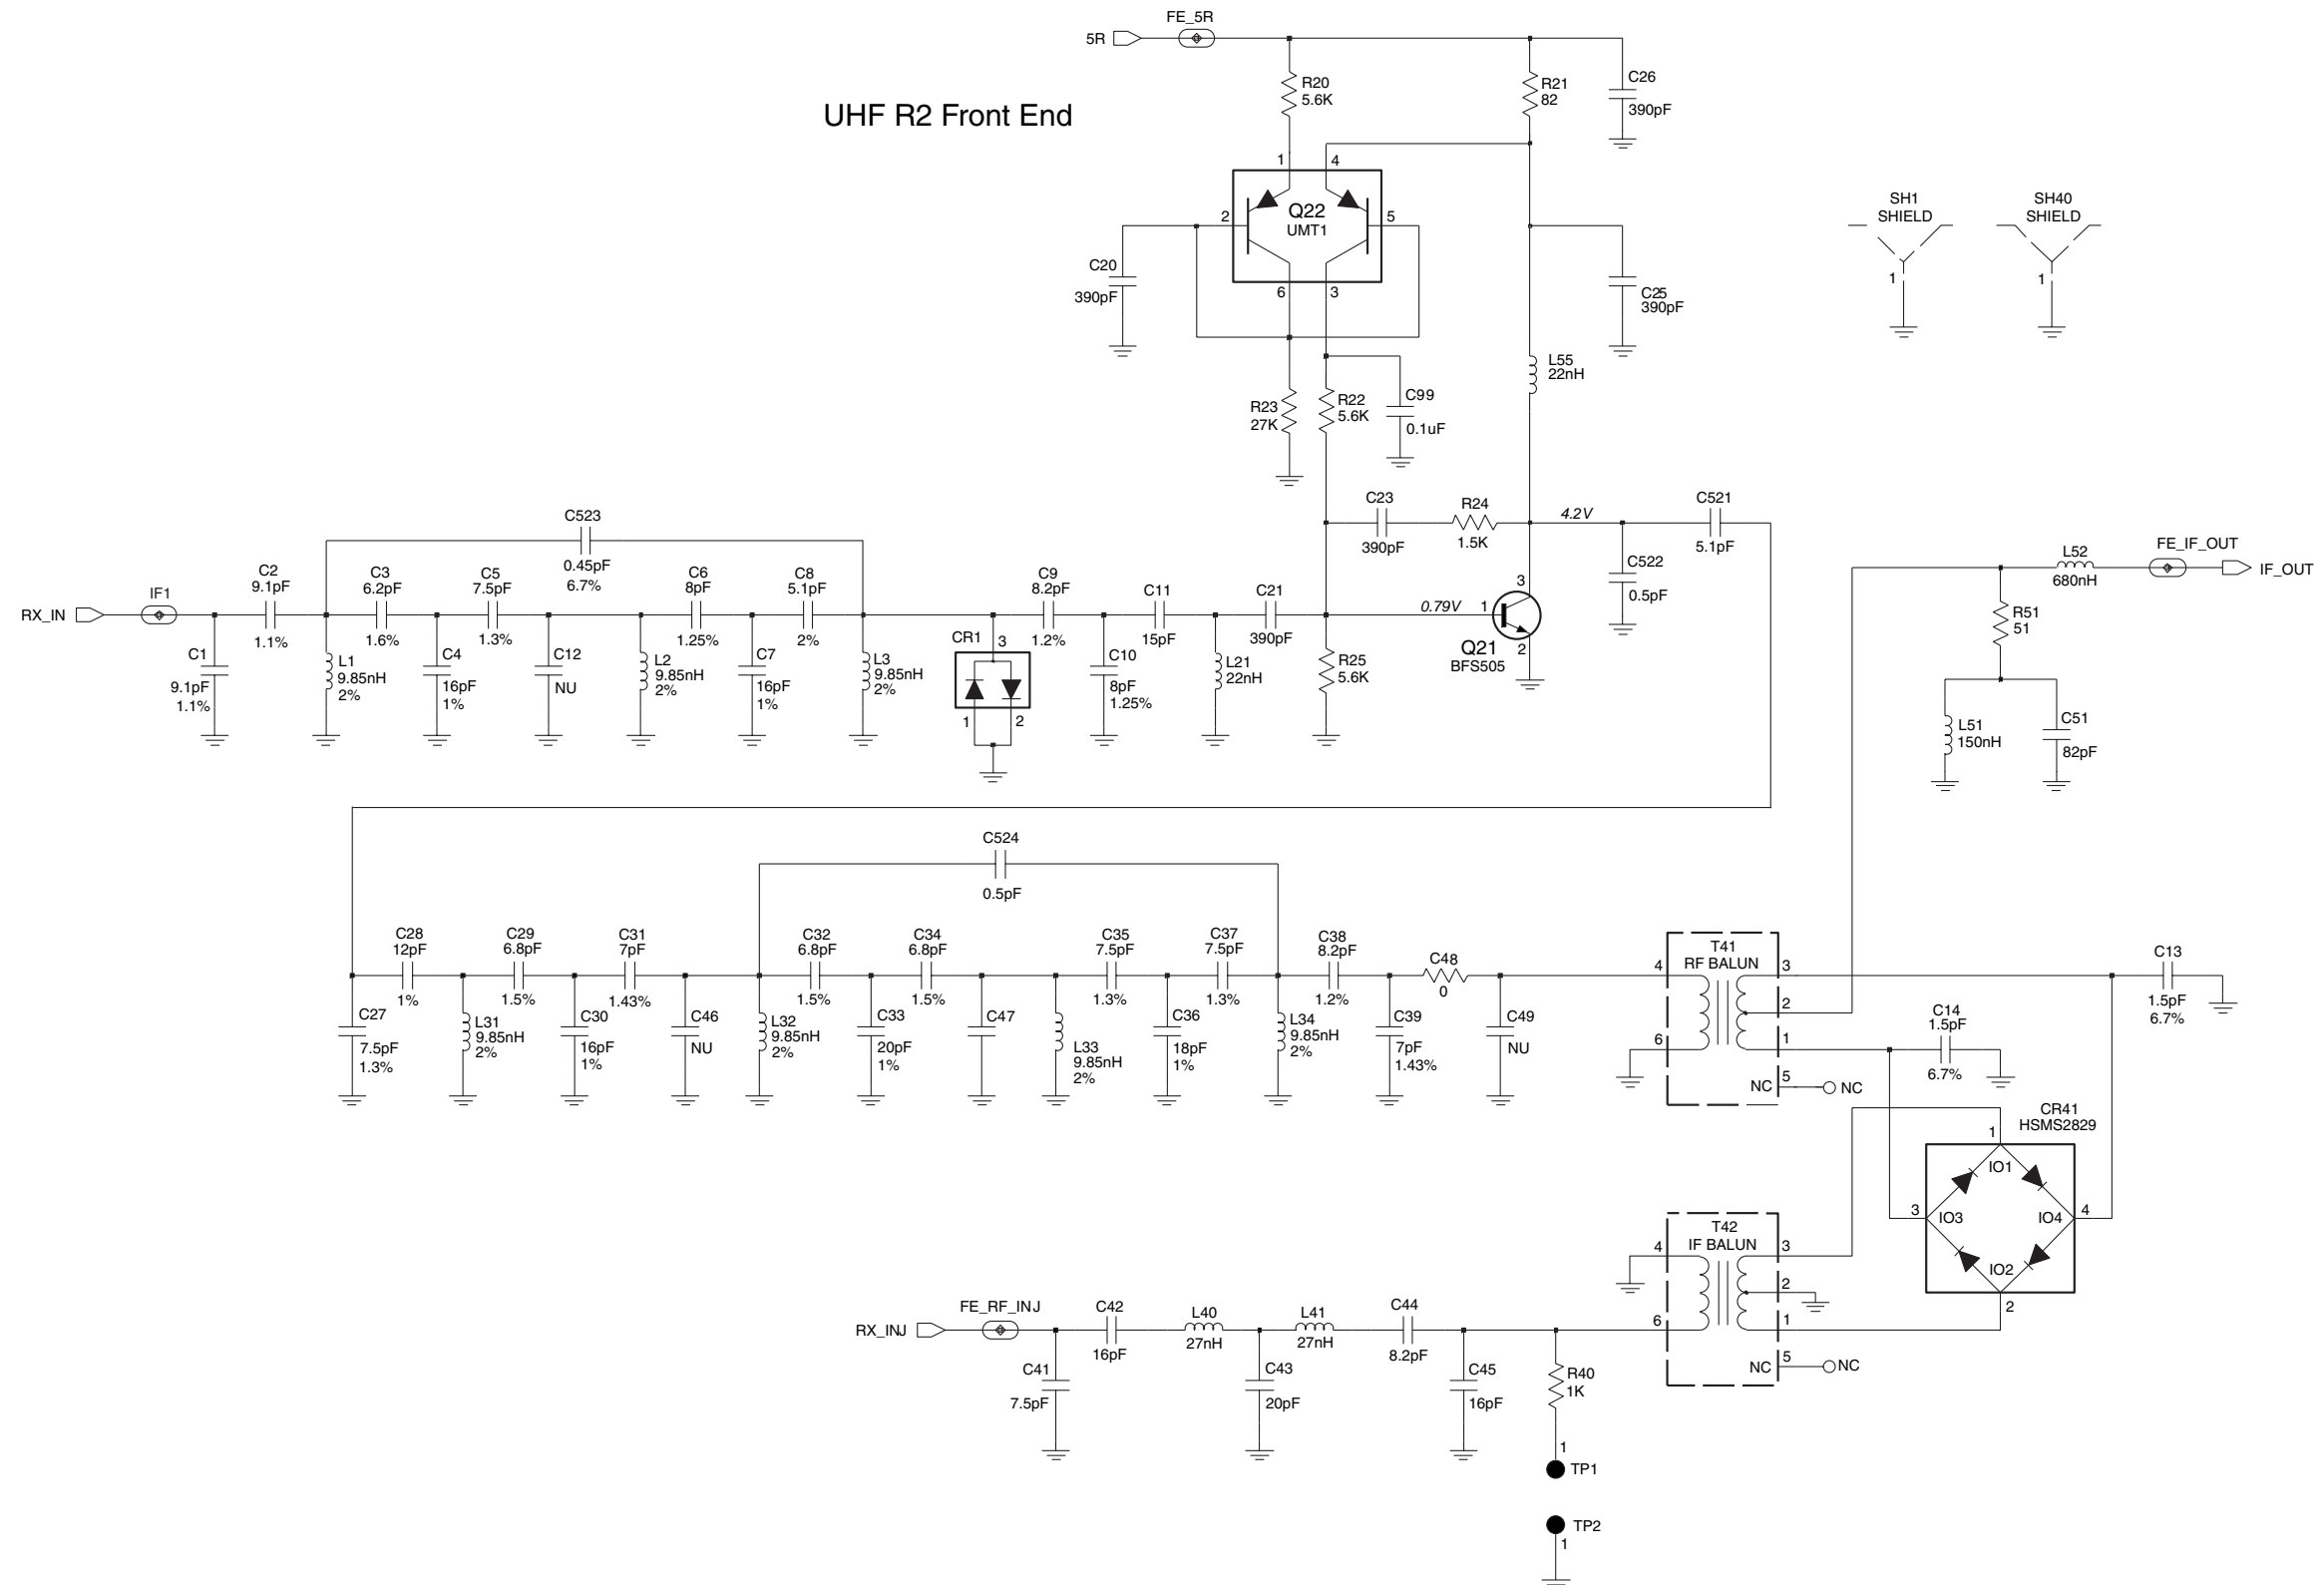 UHF R2 Front End
5R
FE_5R
R20
5.6K
R21
82
C26
390pF
1
4
Q22
UMT1
2
5
6
3
C20
390pF
C25
390pF
SH1
SHIELD
1
SH40
SHIELD
1
L55
22nH
R23
27K
R22
5.6K
C99
0.1uF
C23
390pF
R24
1.5K
4.2V
C521
5.1pF
C522
0.5pF
RX_IN
IF1
C1
9.1pF
1.1%
C2
9.1pF
1.1%
C523
0.45pF
6.7%
L1
9.85nH
2%
C3
6.2pF
1.6%
C4
16pF
1%
C5
7.5pF
1.3%
C12
NU
L2
9.85nH
2%
C6
8pF
1.25%
C7
16pF
1%
C8
5.1pF
2%
L3
9.85nH
2%
CR1
3
1
2
C9
8.2pF
1.2%
C10
8pF
1.25%
C11
15pF
L21
22nH
C21
390pF
R25
5.6K
0.79V
1
3
2
Q21
BFS505
L52
680nH
FE_IF_OUT
IF_OUT
R51
51
L51
150nH
C51
82pF
C524
0.5pF
C27
7.5pF
1.3%
C28
12pF
1%
L31
9.85nH
2%
C29
6.8pF
1.5%
C30
16pF
1%
C31
7pF
1.43%
C46
NU
L32
9.85nH
2%
C32
6.8pF
1.5%
C33
20pF
1%
C34
6.8pF
1.5%
C47
L33
9.85nH
2%
C35
7.5pF
1.3%
C36
18pF
1%
C37
7.5pF
1.3%
L34
9.85nH
2%
C38
8.2pF
1.2%
C39
7pF
1.43%
C48
0
C49
NU
T41
RF BALUN
4
6
3
2
1
NC
5
NC
C13
1.5pF
6.7%
C14
1.5pF
6.7%
CR41
HSMS2829
1
IO1
3
IO3
IO4
4
IO2
2
T42
IF BALUN
4
6
3
2
1
NC
5
NC
RX_INJ
FE_RF_INJ
C41
7.5pF
C42
16pF
L40
27nH
C43
20pF
L41
27nH
C44
8.2pF
C45
16pF
R40
1K
1
TP1
TP2
1